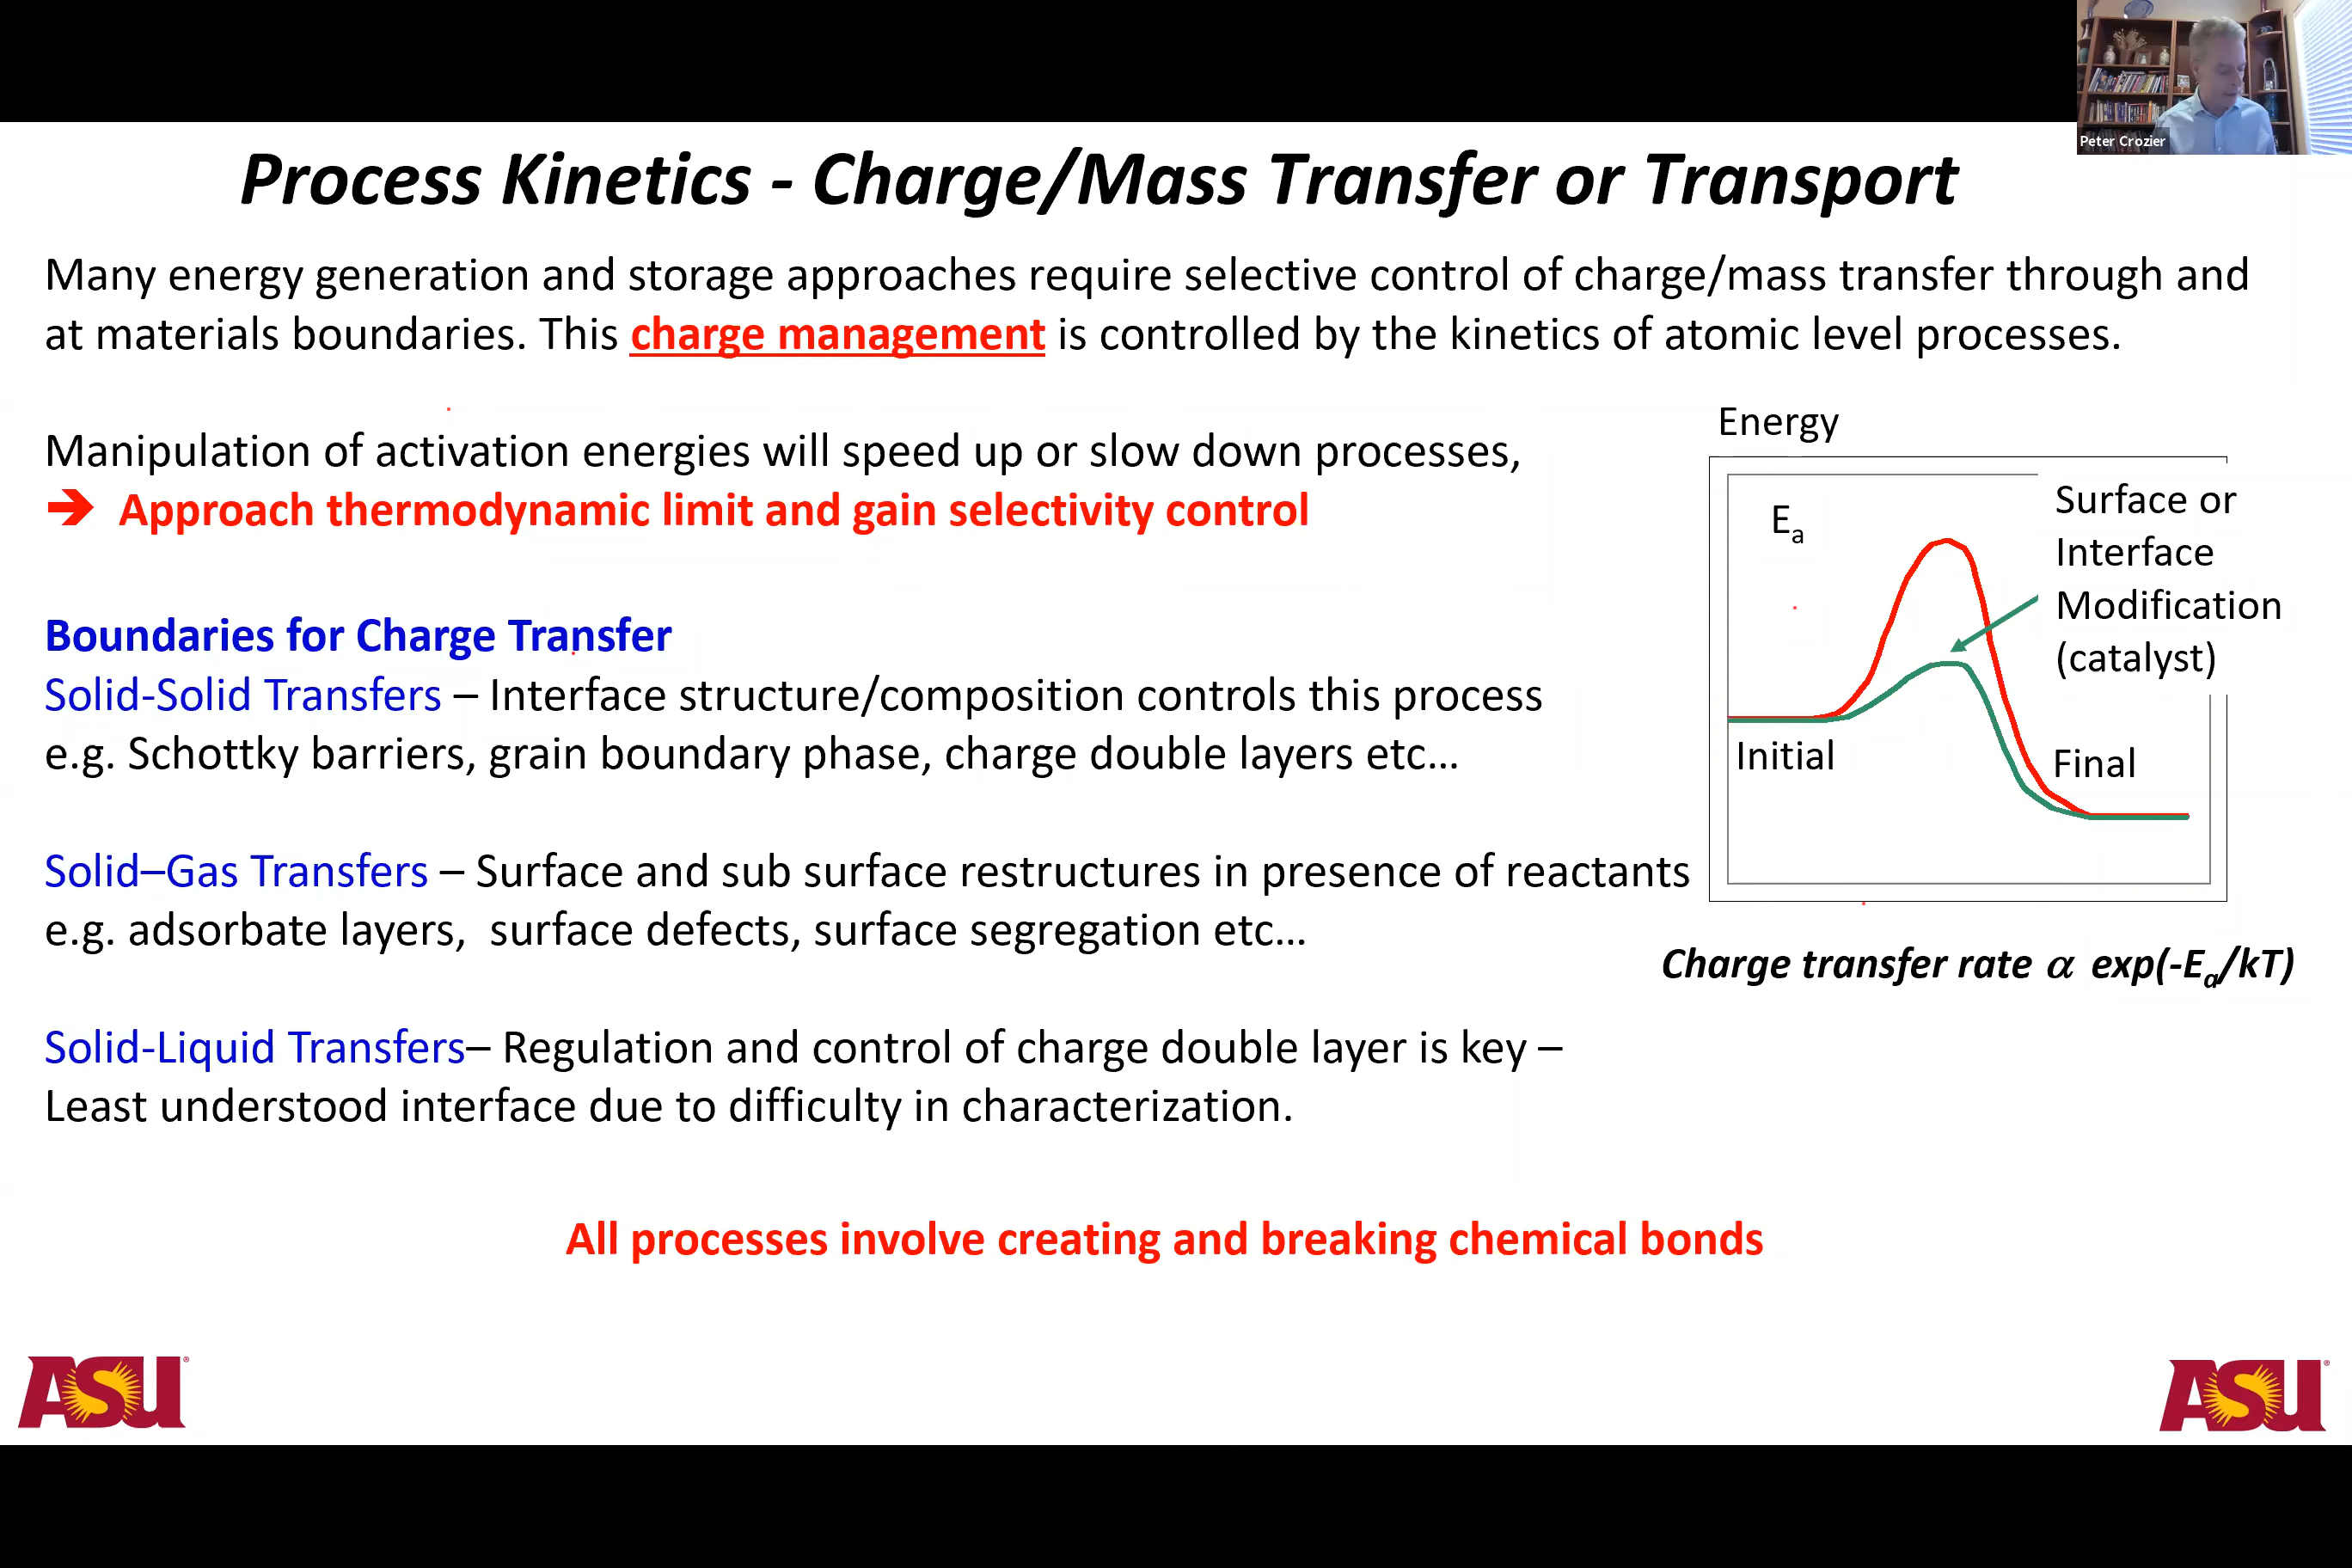 Peter Crozier
Process Kinetics - Charge/Mass Transfer or Transport
Many energy generation and storage approaches require selective control of charge/mass transfer through and
at materials boundaries. This charge management is controlled by the kinetics of atomic level processes.
Manipulation of activation energies will speed up or slow down processes,
➔ Approach thermodynamic limit and gain selectivity control
Boundaries for Charge Transfer
Solid-Solid Transfers – Interface structure/composition controls this process
e.g. Schottky barriers, grain boundary phase, charge double layers etc…
Solid–Gas Transfers – Surface and sub surface restructures in presence of reactants
e.g. adsorbate layers,  surface defects, surface segregation etc…
Solid-Liquid Transfers– Regulation and control of charge double layer is key –
Least understood interface due to difficulty in characterization.
Energy
Ea
Surface or
Interface
Modification
(catalyst)
Initial
Final
Charge transfer rate α exp(-Ea/kT)
All processes involve creating and breaking chemical bonds
ASU®
ASU®